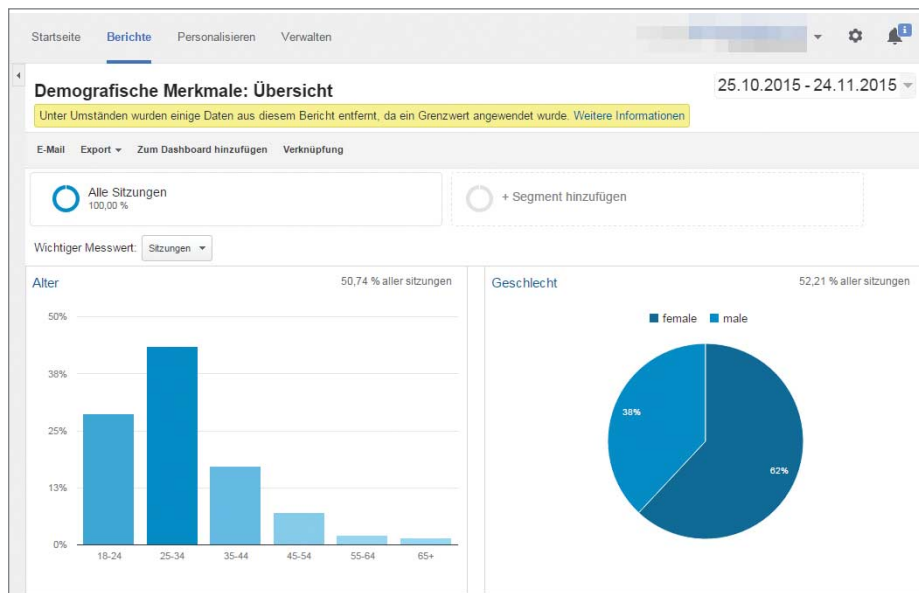 Startseite Berichte Personalisieren Verwalten
Demografische Merkmale: Übersicht
25.10.2015 - 24.11.2015
Unter Umständen wurden einige Daten aus diesem Bericht entfernt, da ein Grenzwert angewendet wurde. Weitere Informationen
E-Mail Export Zum Dashboard hinzufügen Verknüpfung
Alle Sitzungen
100,00 %
+ Segment hinzufügen
Wichtiger Messwert: Sitzungen
Alter
50,74 % aller sitzungen
50%
38%
25%
13%
0%
18-24 25-34 35-44 45-54 55-64 65+
Geschlecht
52,21 % aller sitzungen
female male
38%
62%